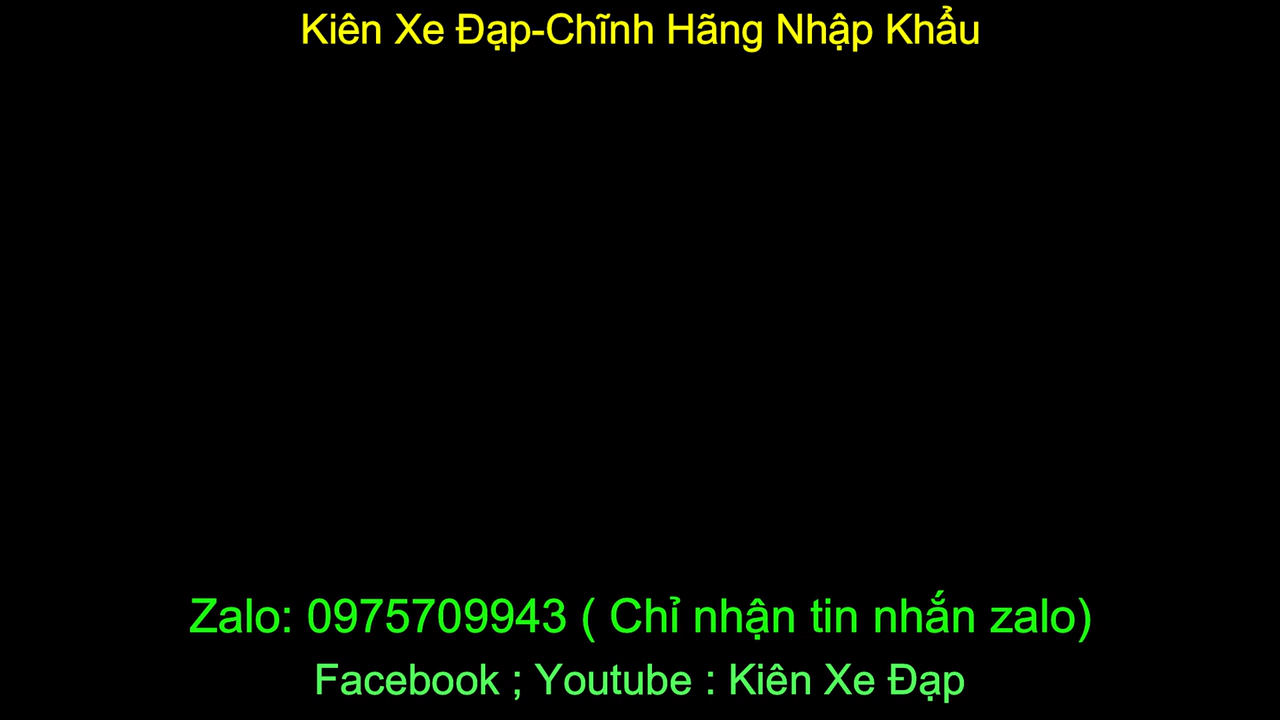 Kiên Xe Đạp-Chĩnh Hãng Nhập Khẩu
Zalo: 0975709943 ( Chỉ nhận tin nhắn zalo)
Facebook ; Youtube : Kiên Xe Đạp